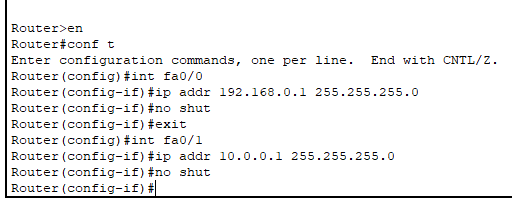 Router>en
Router#conf t
Enter configuration commands, one per line.  End with CNTL/Z.
Router(config)#int fa0/0
Router(config-if)#ip addr 192.168.0.1 255.255.255.0
Router(config-if)#no shut
Router(config-if)#exit
Router(config)#int fa0/1
Router(config-if)#ip addr 10.0.0.1 255.255.255.0
Router(config-if)#no shut
Router(config-if)#